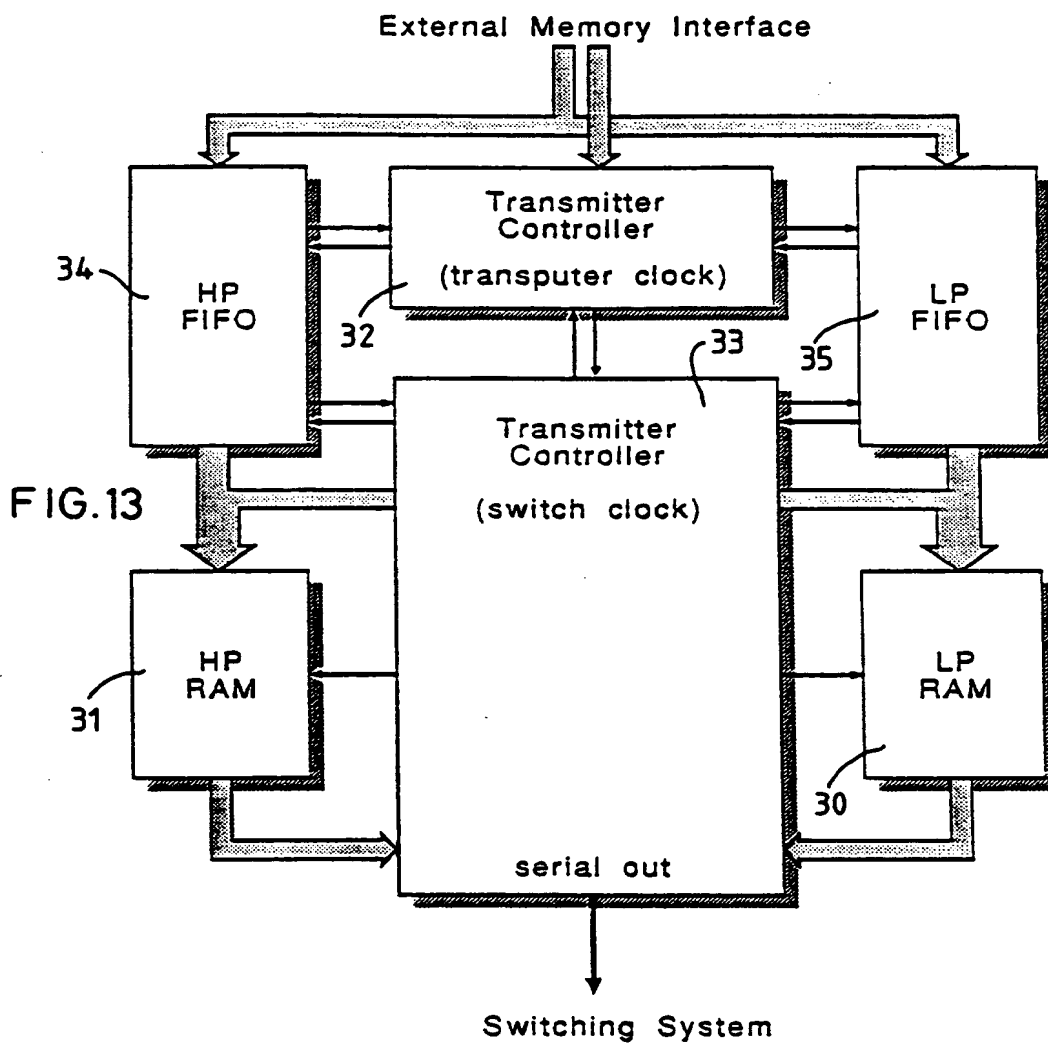 External Memory Interface
Transmitter
Controller
(transputer clock)
HP
FIFO
34
32
LP
FIFO
35
33
Transmitter
Controller
(switch clock)
FIG.13
HP
RAM
31
LP
RAM
30
serial out
Switching System